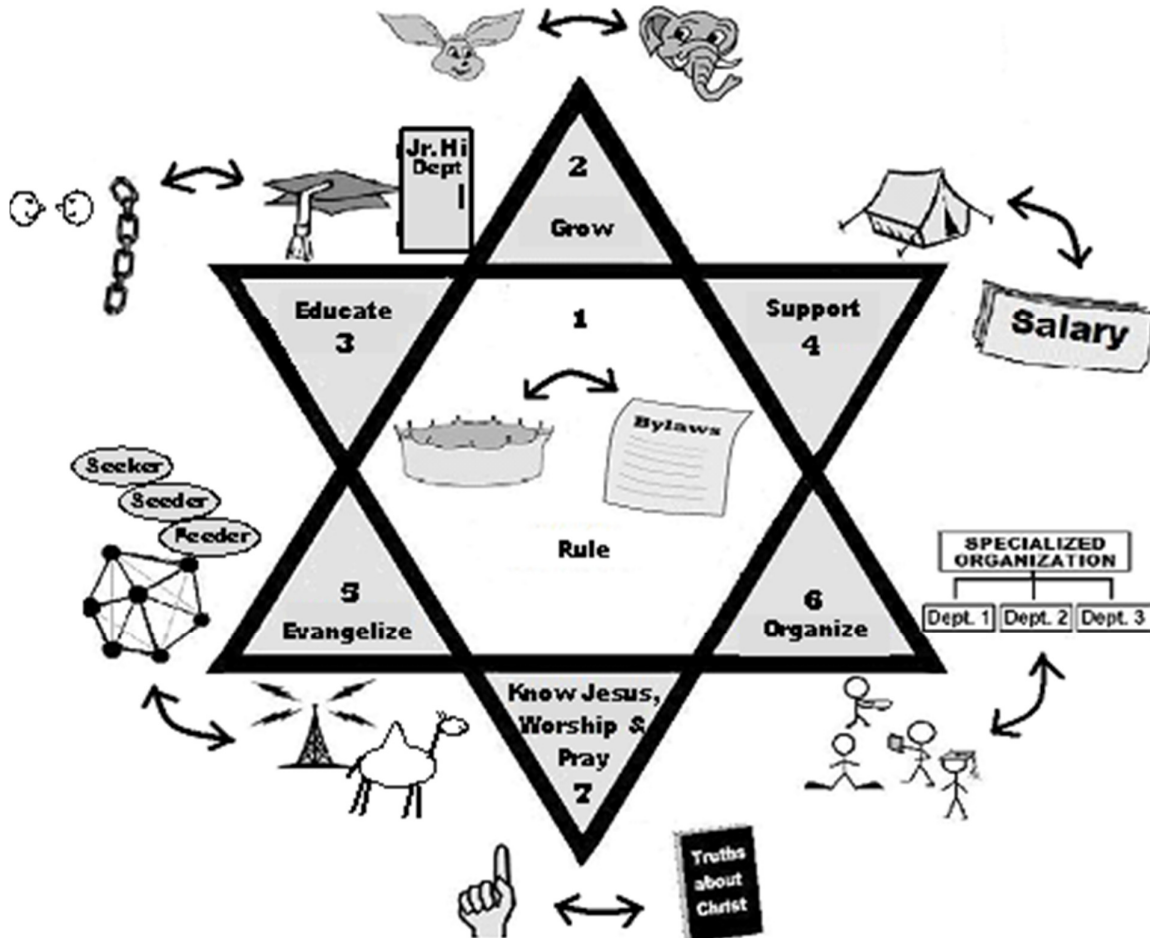 Jr. Hi
Dept
2
Grow
Educate
3
1
Support
4
Salary
Bylaws
Seeker
Seeder
Feeder
Rule
5
Evangelize
6
Organize
SPECIALIZED
ORGANIZATION
Dept. 1 Dept. 2 Dept. 3
Know Jesus,
Worship &
Pray
7
Truths
about
Christ